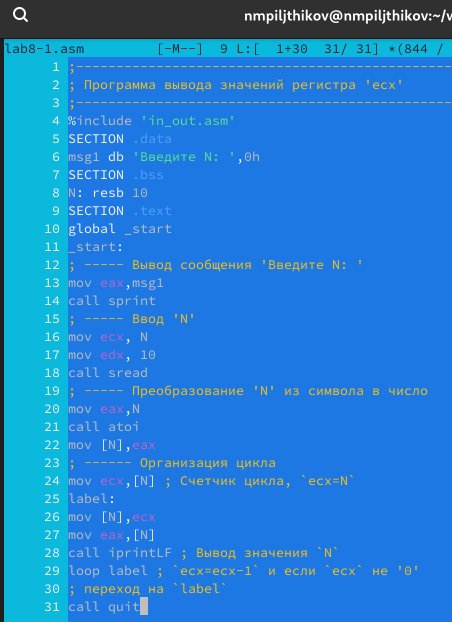 nmpiljthikov@nmpiljthikov:~/
lab8-1.asm [-M--] 9 L:[ 1+30 31/ 31] *(844 /
1 ;-----------------------------------------------
2 ; Программа вывода значений регистра 'ecx'
3 ;-----------------------------------------------
4 %include 'in_out.asm'
5 SECTION .data
6 msg1 db 'Введите N: ',0h
7 SECTION .bss
8 N: resb 10
9 SECTION .text
10 global _start
11 _start:
12 ; ----- Вывод сообщения 'Введите N: '
13 mov eax,msg1
14 call sprint
15 ; ----- Ввод 'N'
16 mov ecx, N
17 mov edx, 10
18 call sread
19 ; ----- Преобразование 'N' из символа в число
20 mov eax,N
21 call atoi
22 mov [N],eax
23 ; ------ Организация цикла
24 mov ecx,[N] ; Счетчик цикла, `ecx=N`
25 label:
26 mov [N],ecx
27 mov eax,[N]
28 call iprintLF ; Вывод значения `N`
29 loop label ; `ecx=ecx-1` и если `ecx` не '0'
30 ; переход на `label`
31 call quit